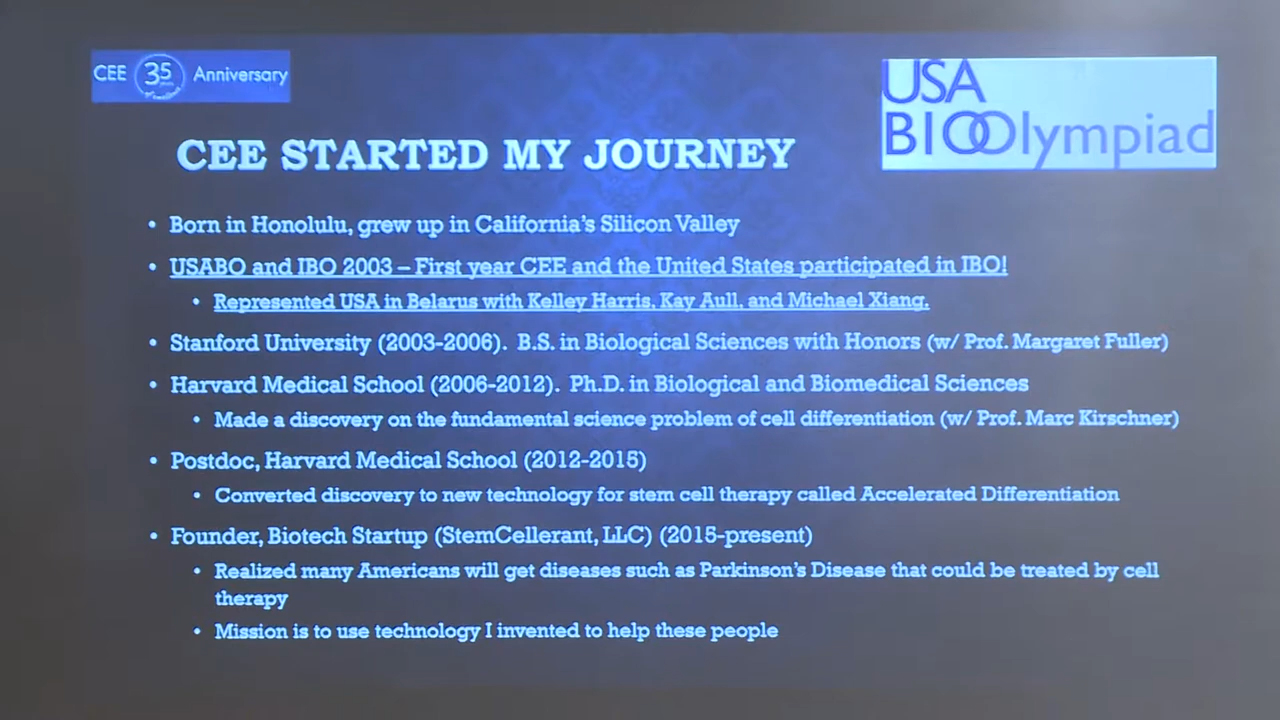 CEE 35 Anniversary
USA
BIOOlympiad
CEE STARTED MY JOURNEY
• Born in Honolulu, grew up in California's Silicon Valley
• USABO and IBO 2003 – First year CEE and the United States participated in IBO!
• Represented USA in Belarus with Kelley Harris, Kay Aull, and Michael Xiang.
• Stanford University (2003-2006). B.S. in Biological Sciences with Honors (w/ Prof. Margaret Fuller)
• Harvard Medical School (2006-2012). Ph.D. in Biological and Biomedical Sciences
• Made a discovery on the fundamental science problem of cell differentiation (w/ Prof. Marc Kirschner)
• Postdoc, Harvard Medical School (2012-2015)
• Converted discovery to new technology for stem cell therapy called Accelerated Differentiation
• Founder, Biotech Startup (StemCellerant, LLC) (2015-present)
• Realized many Americans will get diseases such as Parkinson's Disease that could be treated by cell
therapy
• Mission is to use technology I invented to help these people